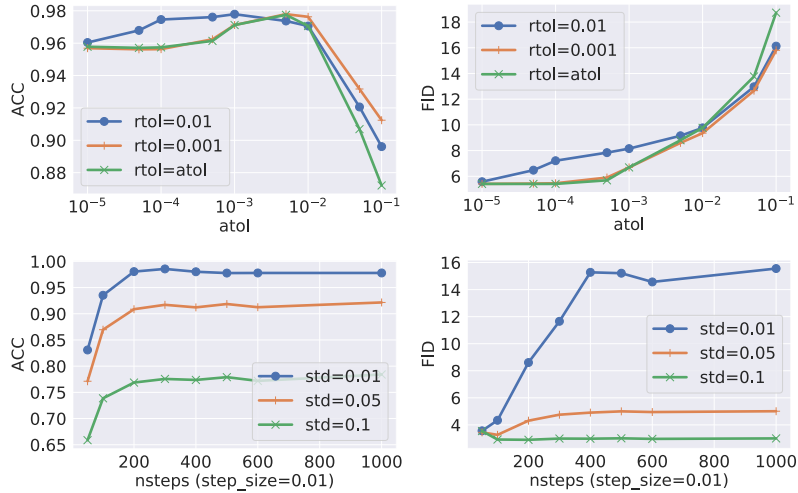 0.98
0.96
0.94
0.92
0.90
0.88
ACC
rtol=0.01
rtol=0.001
rtol=atol
10⁻⁵ 10⁻⁴ 10⁻³ 10⁻² 10⁻¹
atol
18
16
14
12
10
8
6
FID
rtol=0.01
rtol=0.001
rtol=atol
10⁻⁵ 10⁻⁴ 10⁻³ 10⁻² 10⁻¹
atol
1.00
0.95
0.90
0.85
0.80
0.75
0.70
0.65
ACC
std=0.01
std=0.05
std=0.1
200 400 600 800 1000
nsteps (step_size=0.01)
16
14
12
10
8
6
4
FID
std=0.01
std=0.05
std=0.1
200 400 600 800 1000
nsteps (step_size=0.01)